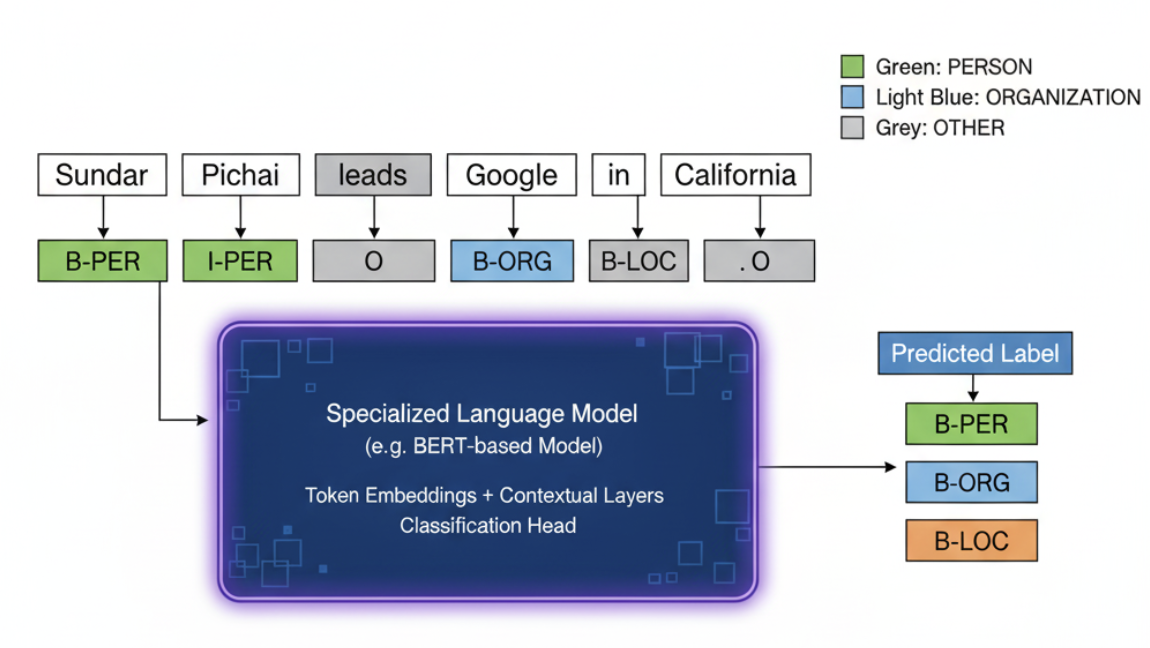 Green: PERSON
Light Blue: ORGANIZATION
Grey: OTHER
Sundar Pichai leads Google in California
B-PER I-PER O B-ORG B-LOC . O
Specialized Language Model
(e.g. BERT-based Model)
Token Embeddings + Contextual Layers
Classification Head
Predicted Label
B-PER
B-ORG
B-LOC